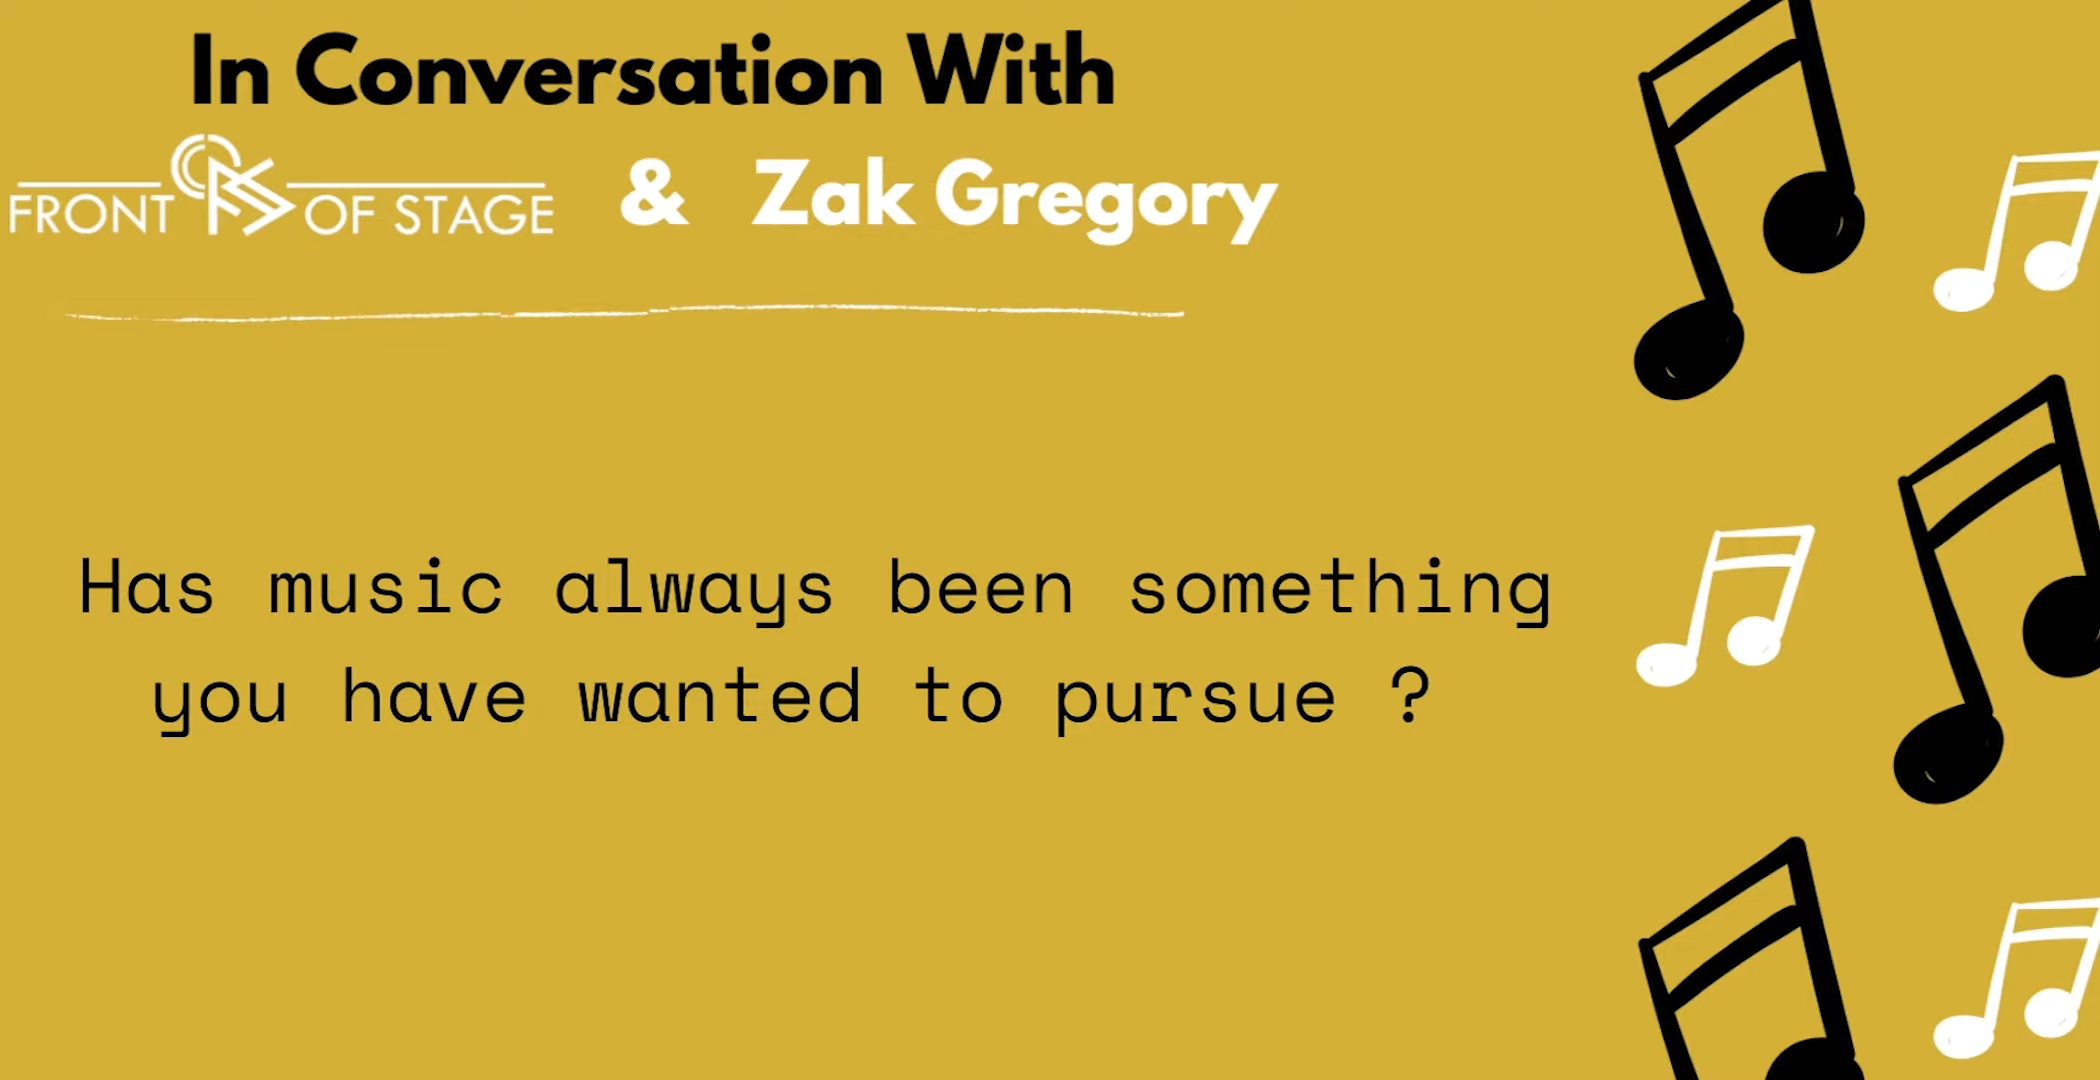 In Conversation With
FRONT OF STAGE & Zak Gregory
Has music always been something
you have wanted to pursue ?